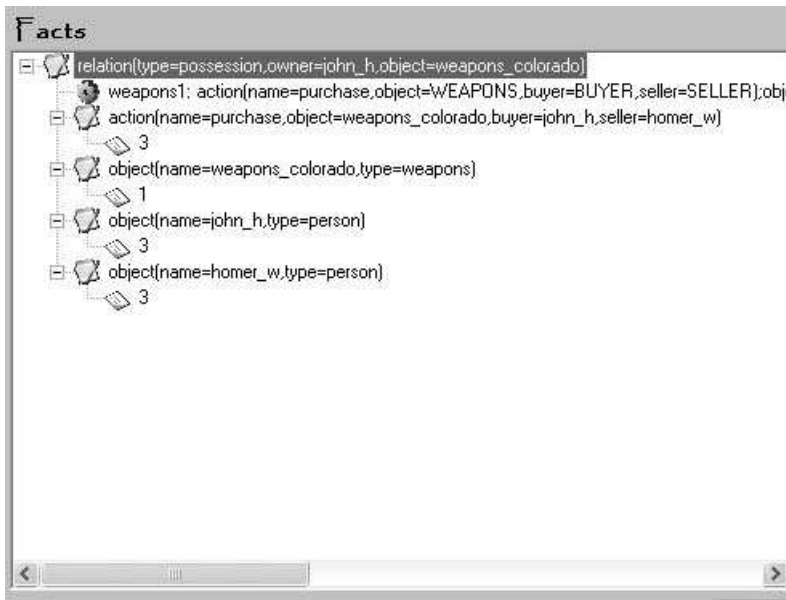 Facts
relation(type=possession,owner=john_h,object=weapons_colorado)
weapons1: action(name=purchase,object=WEAPONS,buyer=BUYER,seller=SELLER);obj
action(name=purchase,object=weapons_colorado,buyer=john_h,seller=homer_w)
3
object(name=weapons_colorado,type=weapons)
1
object(name=john_h,type=person)
3
object(name=homer_w,type=person)
3